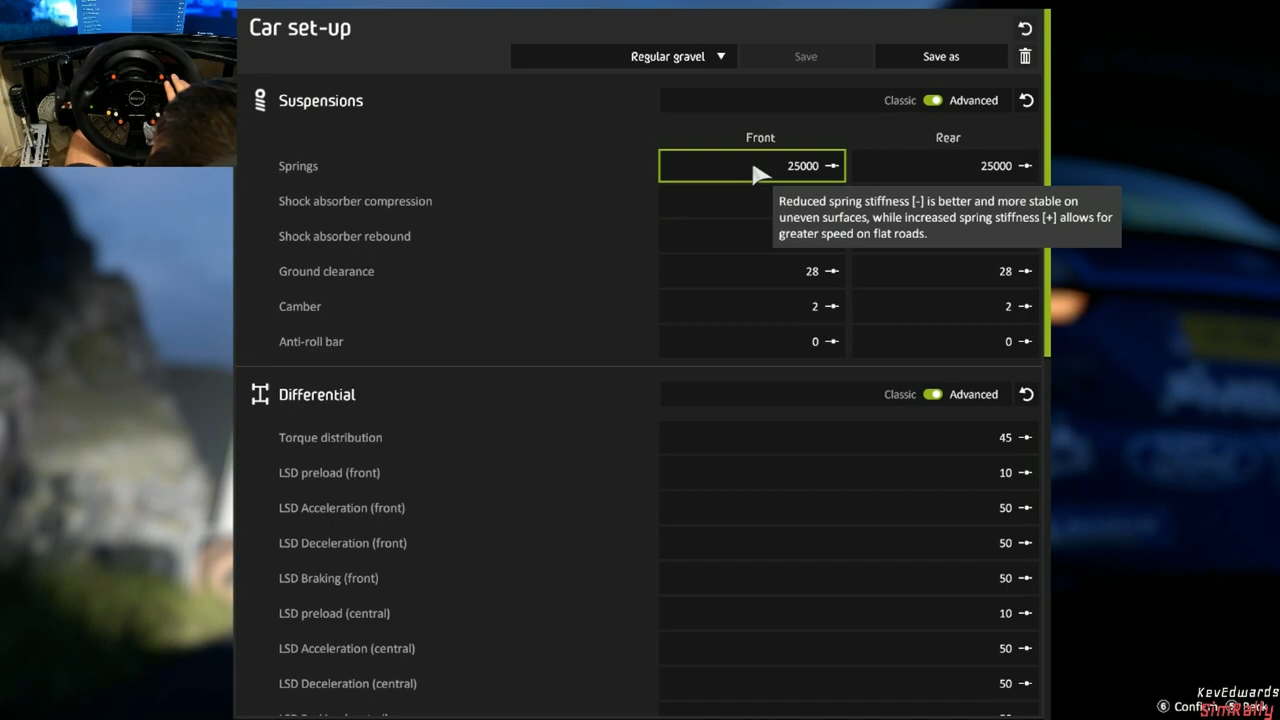 Car set-up
Regular gravel
Save
Save as
Suspensions
Classic
Advanced
Front
Rear
Springs
25000
25000
Reduced spring stiffness [-] is better and more stable on
uneven surfaces, while increased spring stiffness [+] allows for
greater speed on flat roads.
Shock absorber compression
Shock absorber rebound
Ground clearance
28
28
Camber
2
2
Anti-roll bar
0
0
Differential
Classic
Advanced
Torque distribution
45
LSD preload (front)
10
LSD Acceleration (front)
50
LSD Deceleration (front)
50
LSD Braking (front)
50
LSD preload (central)
10
LSD Acceleration (central)
50
LSD Deceleration (central)
50
KevEdwards
SimRally